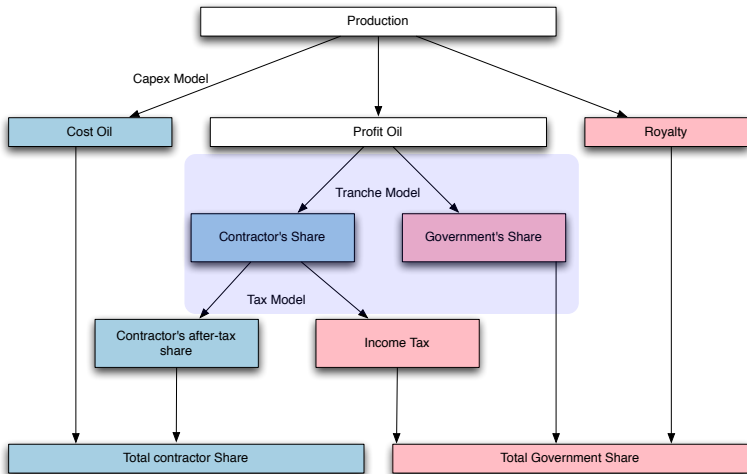 Production
Capex Model
Cost Oil
Profit Oil
Royalty
Tranche Model
Contractor's Share
Government's Share
Tax Model
Contractor's after-tax
share
Income Tax
Total contractor Share
Total Government Share